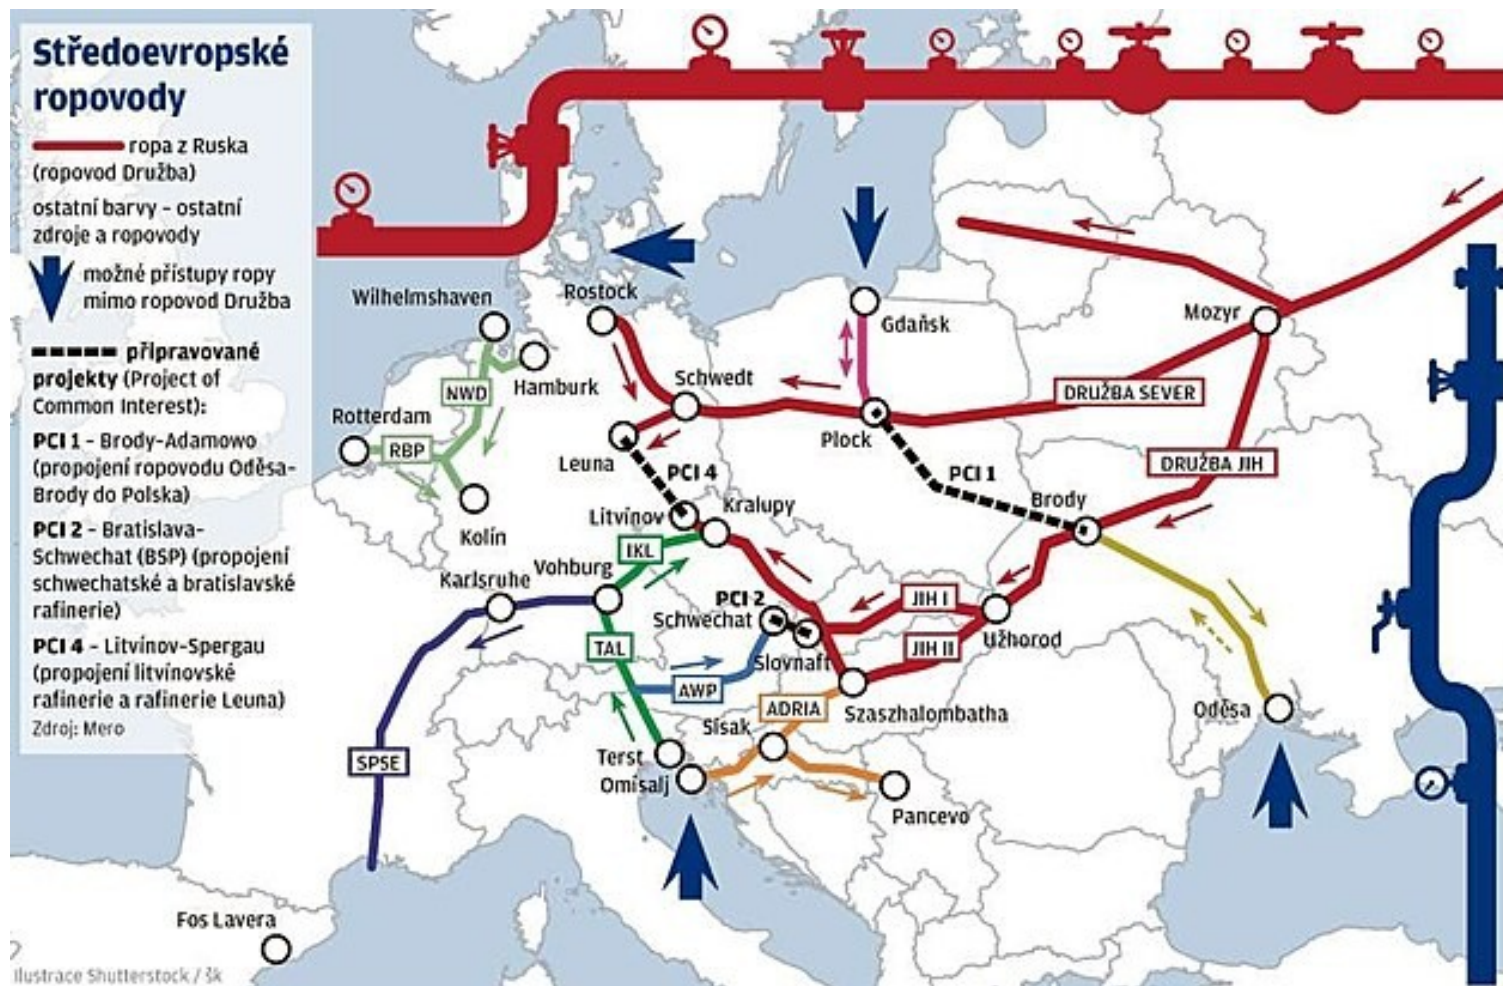 Středoevropské
ropovody
ropa z Ruska
(ropovod Družba)
ostatní barvy – ostatní
zdroje a ropovody
možné přístupy ropy
mimo ropovod Družba
připravované
projekty (Project of
Common Interest):
PCI 1 – Brody-Adamowo
(propojení ropovodu Oděsa-
Brody do Polska)
PCI 2 – Bratislava-
Schwechat (BSP) (propojení
schwechatské a bratislavské
rafinerie)
PCI 4 – Litvínov-Spergau
(propojení litvínovské
rafinerie a rafinerie Leuna)
Zdroj: Mero
Wilhelmshaven
Rostock
Gdaňsk
Mozyr
Hamburk
Schwedt
NWD
DRUŽBA SEVER
Rotterdam
RBP
Plock
Leuna
PCI 4
PCI 1
DRUŽBA JIH
Brody
Kralupy
Litvínov
Kolín
IKL
Vohburg
Karlsruhe
PCI 2
JIH I
Schwechat
Užhorod
TAL
JIH II
Slovnaft
AWP
ADRIA
Szaszhalombatha
Oděsa
Sisak
SPSE
Terst
Omišalj
Pancevo
Fos Lavera
Ilustrace Shutterstock / šk